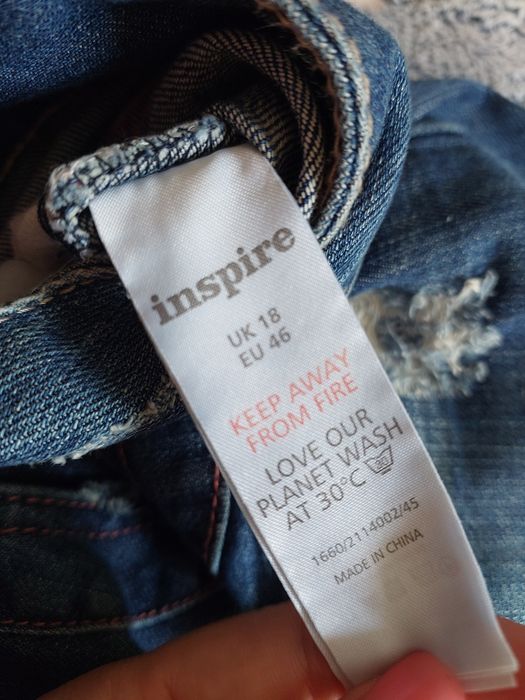 inspire
UK 18
EU 46
KEEP AWAY
FROM FIRE
LOVE OUR
PLANET WASH
AT 30°C 30
1660/2114002/45
MADE IN CHINA